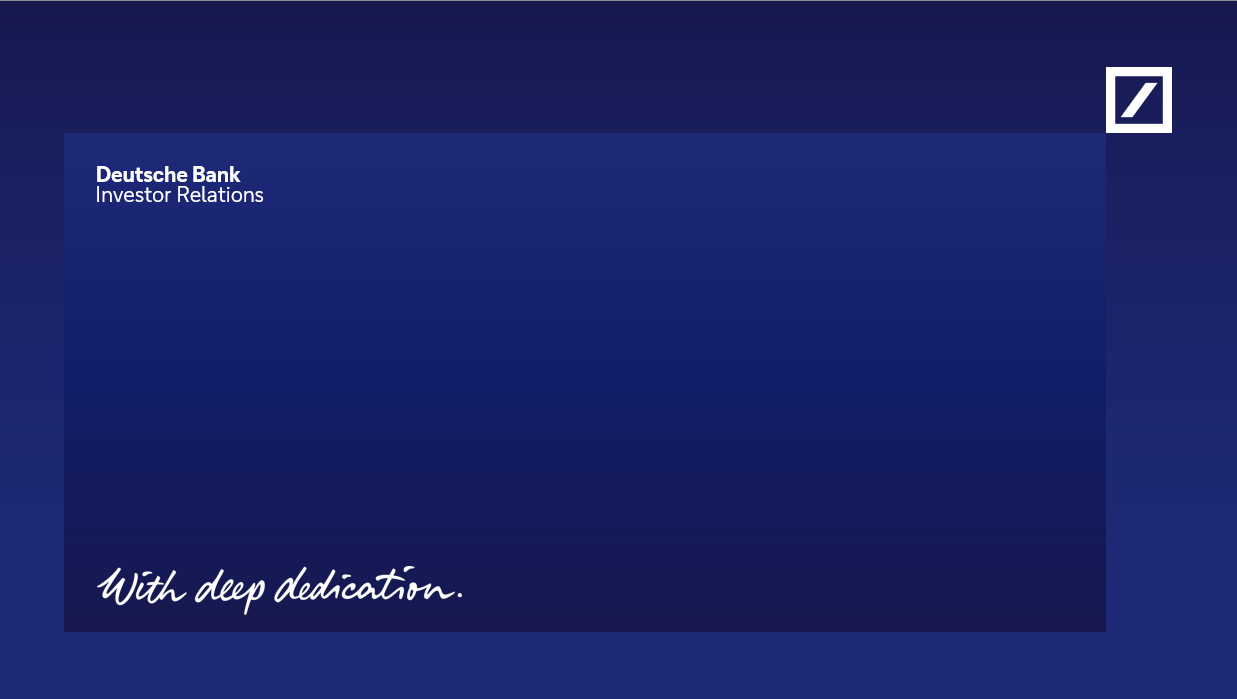 Deutsche Bank
Investor Relations
With deep dedication.